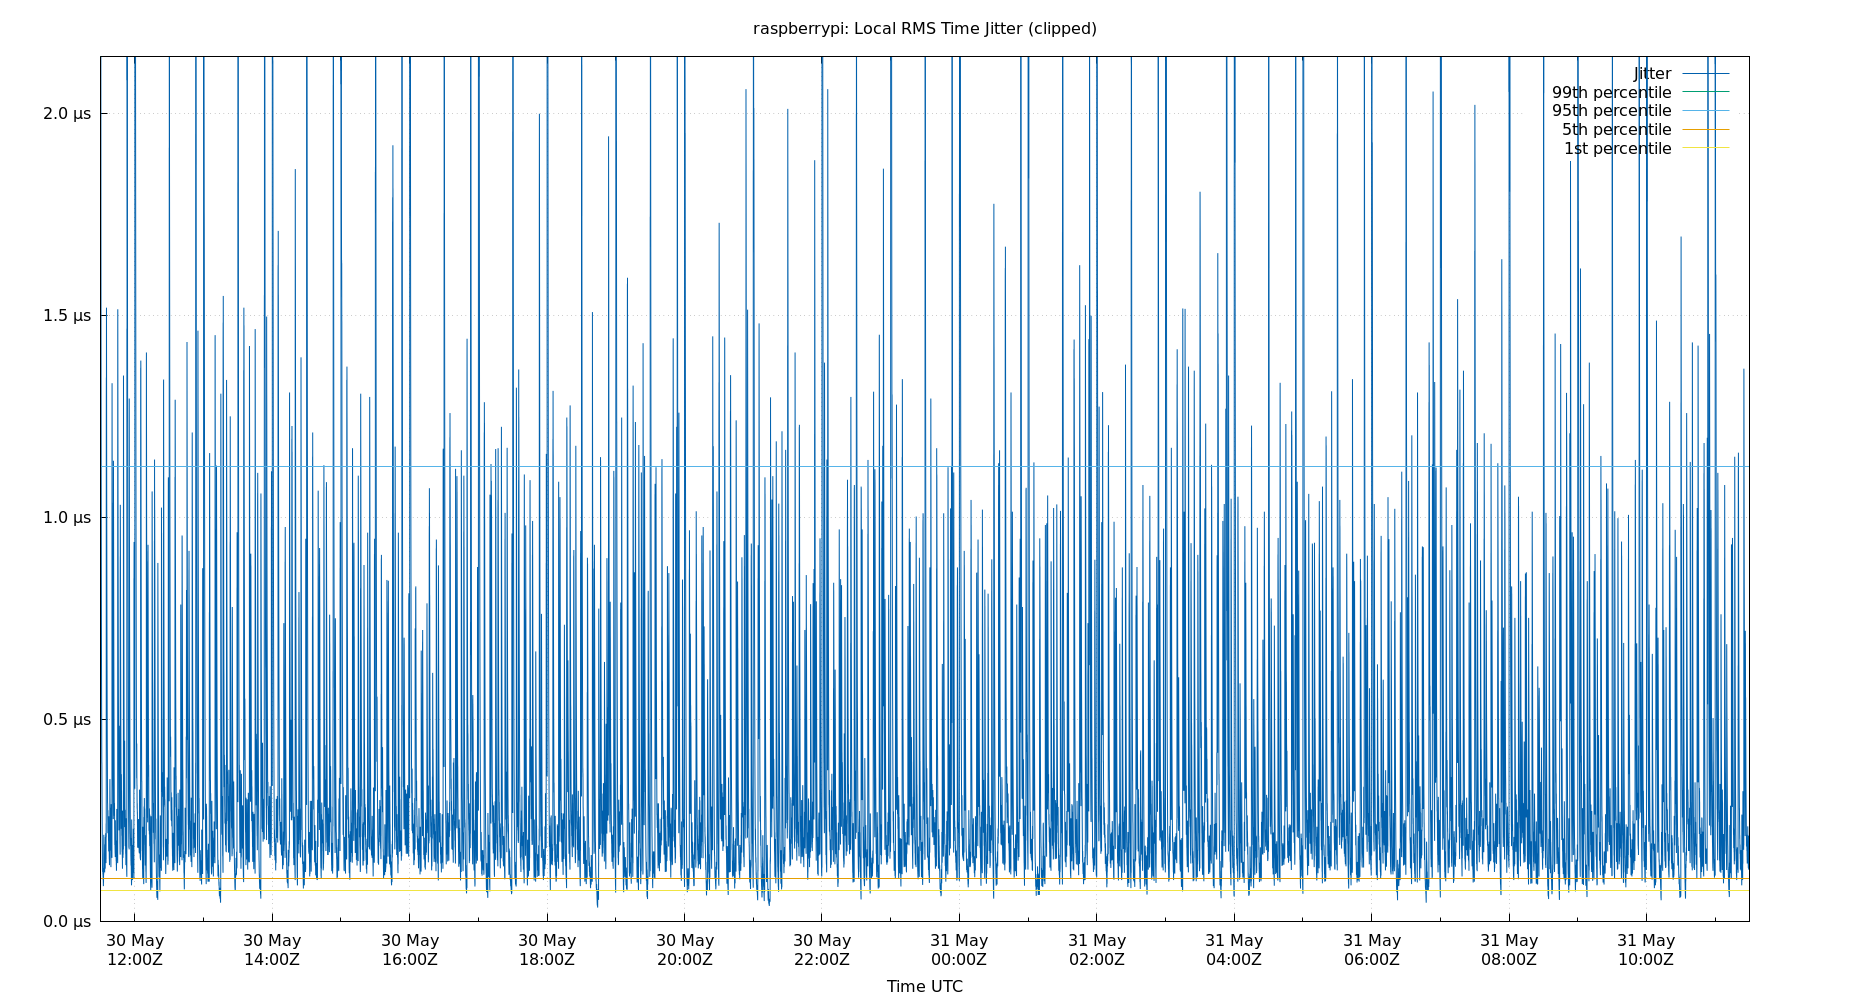 raspberrypi: Local RMS Time Jitter (clipped)
Jitter
99th percentile
95th percentile
5th percentile
1st percentile
2.0 µs
1.5 µs
1.0 µs
0.5 µs
0.0 µs
30 May 30 May 30 May 30 May 30 May 30 May 31 May 31 May 31 May 31 May 31 May 31 May
12:00Z 14:00Z 16:00Z 18:00Z 20:00Z 22:00Z 00:00Z 02:00Z 04:00Z 06:00Z 08:00Z 10:00Z
Time UTC